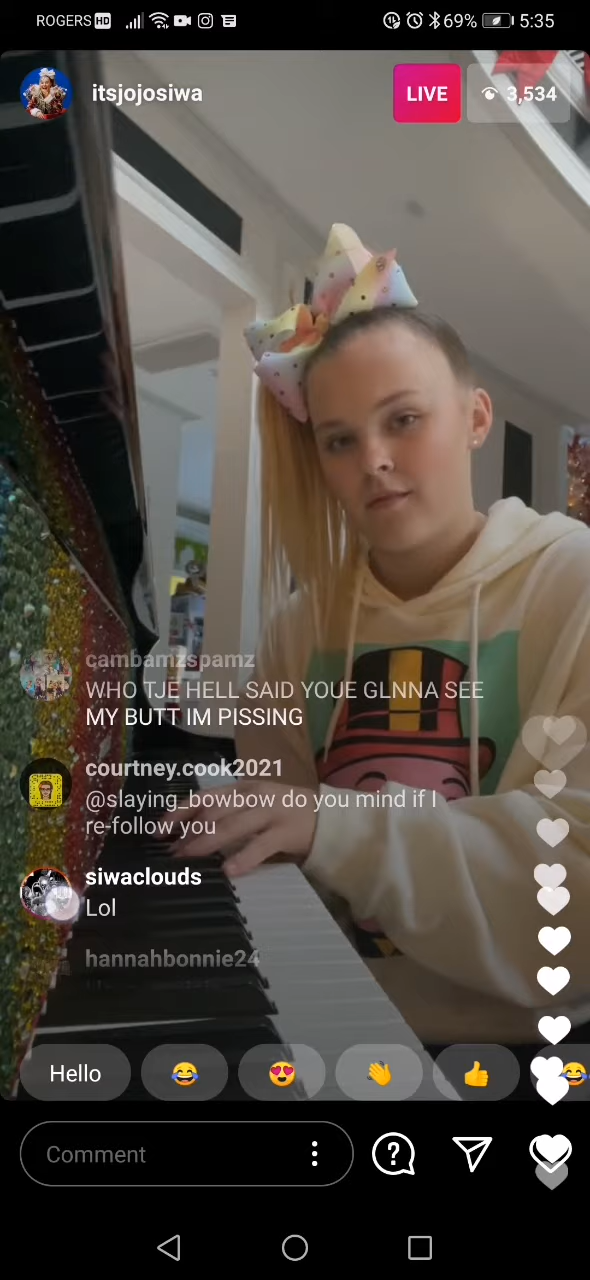 ROGERS HD
69% 5:35
itsjojosiwa
LIVE
3,534
cambamzspamz
WHO TJE HELL SAID YOUE GLNNA SEE
MY BUTT IM PISSING
courtney.cook2021
@slaying_bowbow do you mind if I
re-follow you
siwaclouds
Lol
hannahbonnie24
Hello
Comment